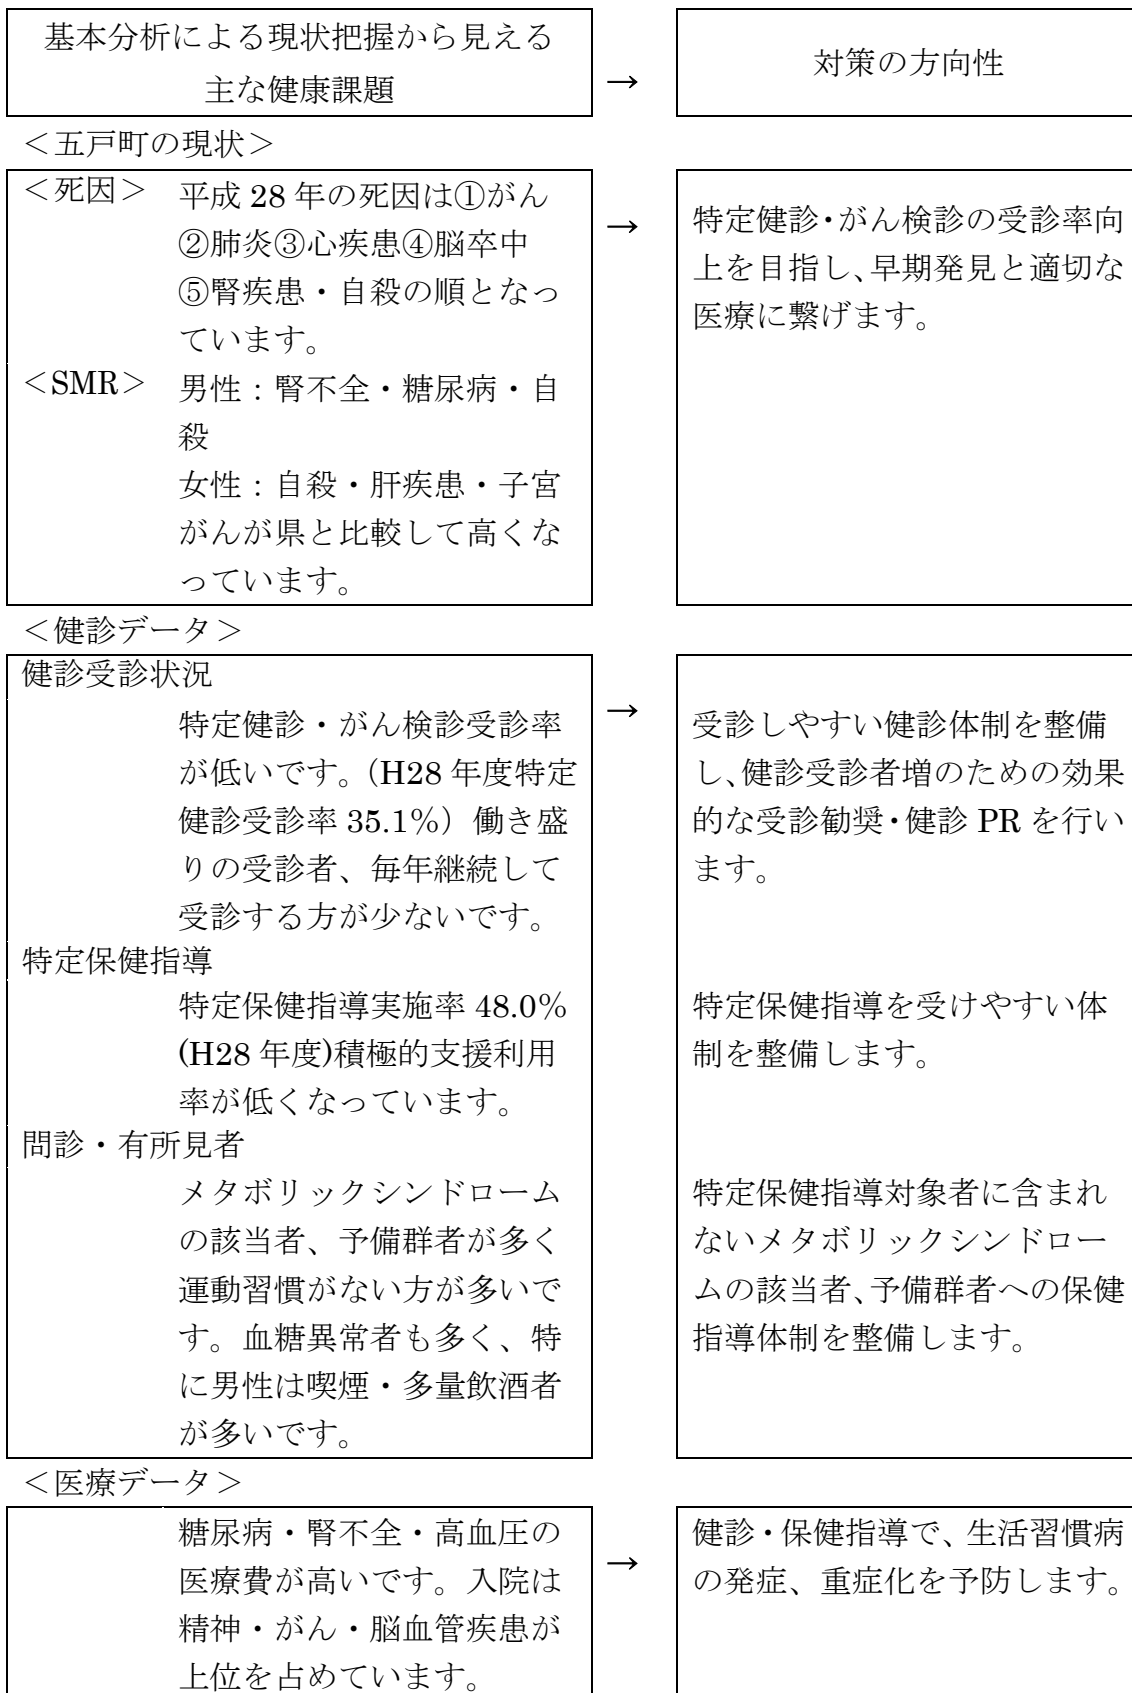 基本分析による現状把握から見える
主な健康課題
→
対策の方向性
＜五戸町の現状＞
＜死因＞ 平成 28 年の死因は①がん
②肺炎③心疾患④脳卒中
⑤腎疾患・自殺の順となっ
ています。
＜SMR＞ 男性：腎不全・糖尿病・自
殺
女性：自殺・肝疾患・子宮
がんが県と比較して高くな
っています。
→
特定健診・がん検診の受診率向
上を目指し、早期発見と適切な
医療に繋げます。
＜健診データ＞
健診受診状況
特定健診・がん検診受診率
が低いです。（H28 年度特定
健診受診率 35.1％）働き盛
りの受診者、毎年継続して
受診する方が少ないです。
→
受診しやすい健診体制を整備
し、健診受診者増のための効果
的な受診勧奨・健診 PR を行い
ます。
特定保健指導
特定保健指導実施率 48.0％
(H28 年度)積極的支援利用
率が低くなっています。
特定保健指導を受けやすい体
制を整備します。
問診・有所見者
メタボリックシンドローム
の該当者、予備群者が多く
運動習慣がない方が多いで
す。血糖異常者も多く、特
に男性は喫煙・多量飲酒者
が多いです。
特定保健指導対象者に含まれ
ないメタボリックシンドロー
ムの該当者、予備群者への保健
指導体制を整備します。
＜医療データ＞
糖尿病・腎不全・高血圧の
医療費が高いです。入院は
精神・がん・脳血管疾患が
上位を占めています。
→
健診・保健指導で、生活習慣病
の発症、重症化を予防します。